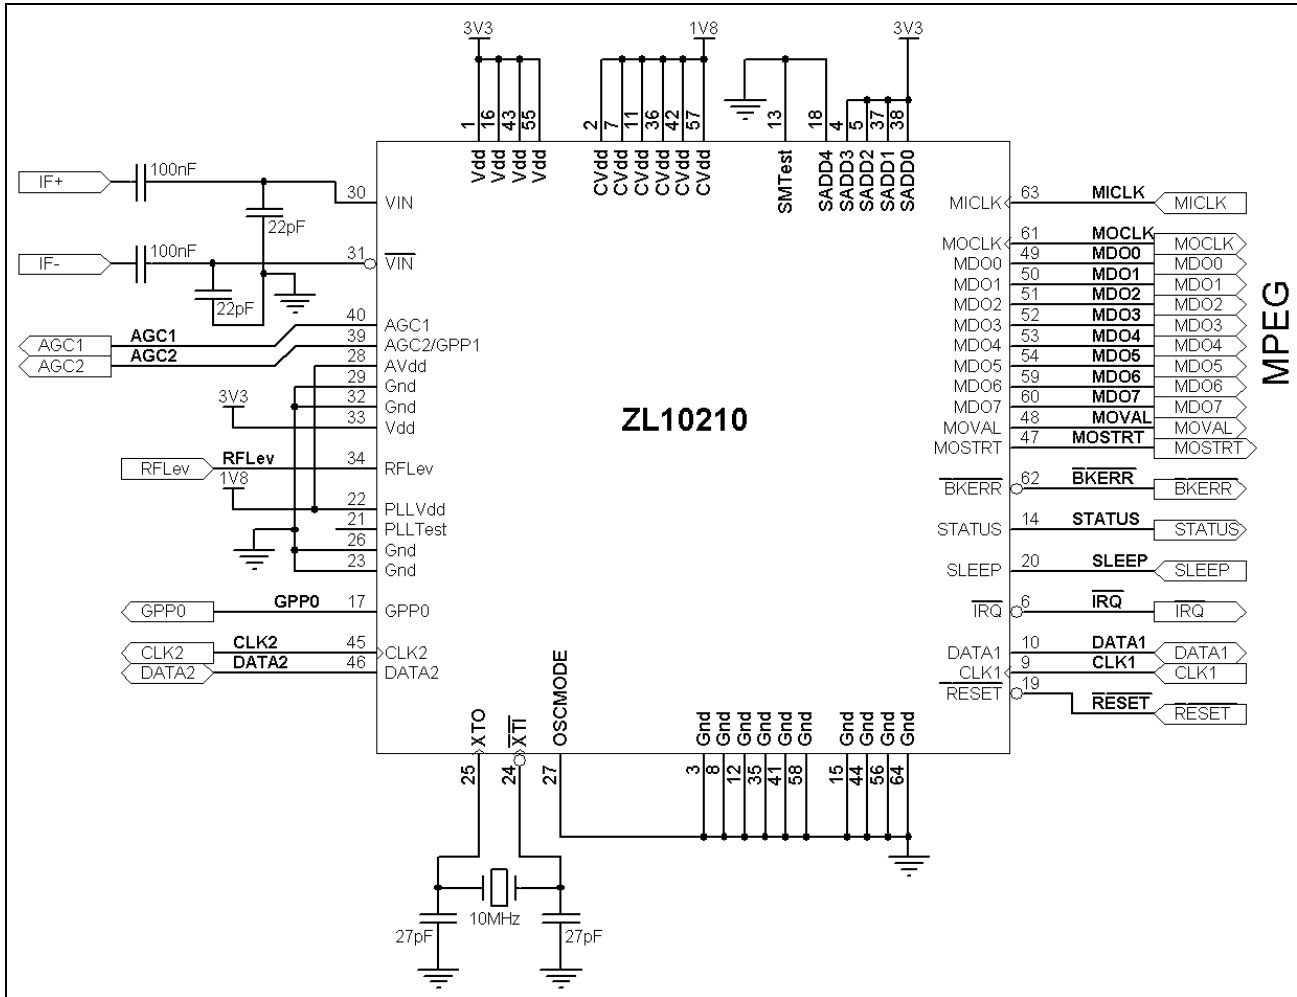 3V3 1V8 3V3
1 16 43 55 2 7 11 36 42 57 13 18 4 5 37 38
Vdd Vdd Vdd Vdd CVdd CVdd CVdd CVdd CVdd CVdd SMTest SADD4 SADD3 SADD2 SADD1 SADD0
IF+ 100nF 30 VIN
22pF
IF- 100nF 31 VIN
22pF
AGC1 AGC1 40 AGC1
AGC2 AGC2 39 AGC2/GPP1
28 AVdd
29 Gnd
32 Gnd
3V3 33 Vdd
RFLev RFLev 34 RFLev
1V8
22 PLLVdd
21 PLLTest
26 Gnd
23 Gnd
GPP0 GPP0 17 GPP0
CLK2 CLK2 45 CLK2
DATA2 DATA2 46 DATA2
ZL10210
MICLK 63 MICLK MICLK
MOCLK 61 MOCLK MOCLK
MDO0 49 MDO0 MDO0
MDO1 50 MDO1 MDO1
MDO2 51 MDO2 MDO2
MDO3 52 MDO3 MDO3
MDO4 53 MDO4 MDO4
MDO5 54 MDO5 MDO5
MDO6 59 MDO6 MDO6
MDO7 60 MDO7 MDO7
MOVAL 48 MOVAL MOVAL
MOSTRT 47 MOSTRT MOSTRT
MPEG
BKERR 62 BKERR BKERR
STATUS 14 STATUS STATUS
SLEEP 20 SLEEP SLEEP
IRQ 6 IRQ IRQ
DATA1 10 DATA1 DATA1
CLK1 9 CLK1 CLK1
RESET 19 RESET RESET
XTO XTI OSCMODE Gnd Gnd Gnd Gnd Gnd Gnd Gnd Gnd Gnd Gnd
25 24 27 3 8 12 35 41 58 15 44 56 64
10MHz
27pF 27pF